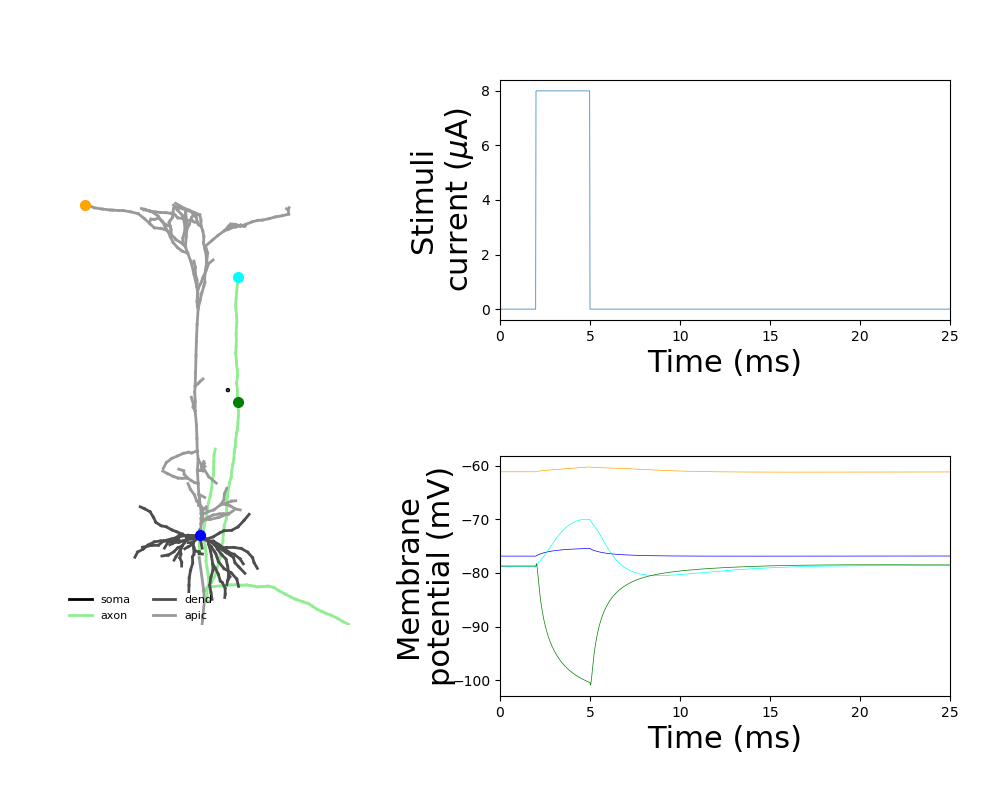 soma
axon
dend
apic
Stimuli
current (μA)
8
6
4
2
0
0 5 10 15 20 25
Time (ms)
Membrane
potential (mV)
−60
−70
−80
−90
−100
0 5 10 15 20 25
Time (ms)